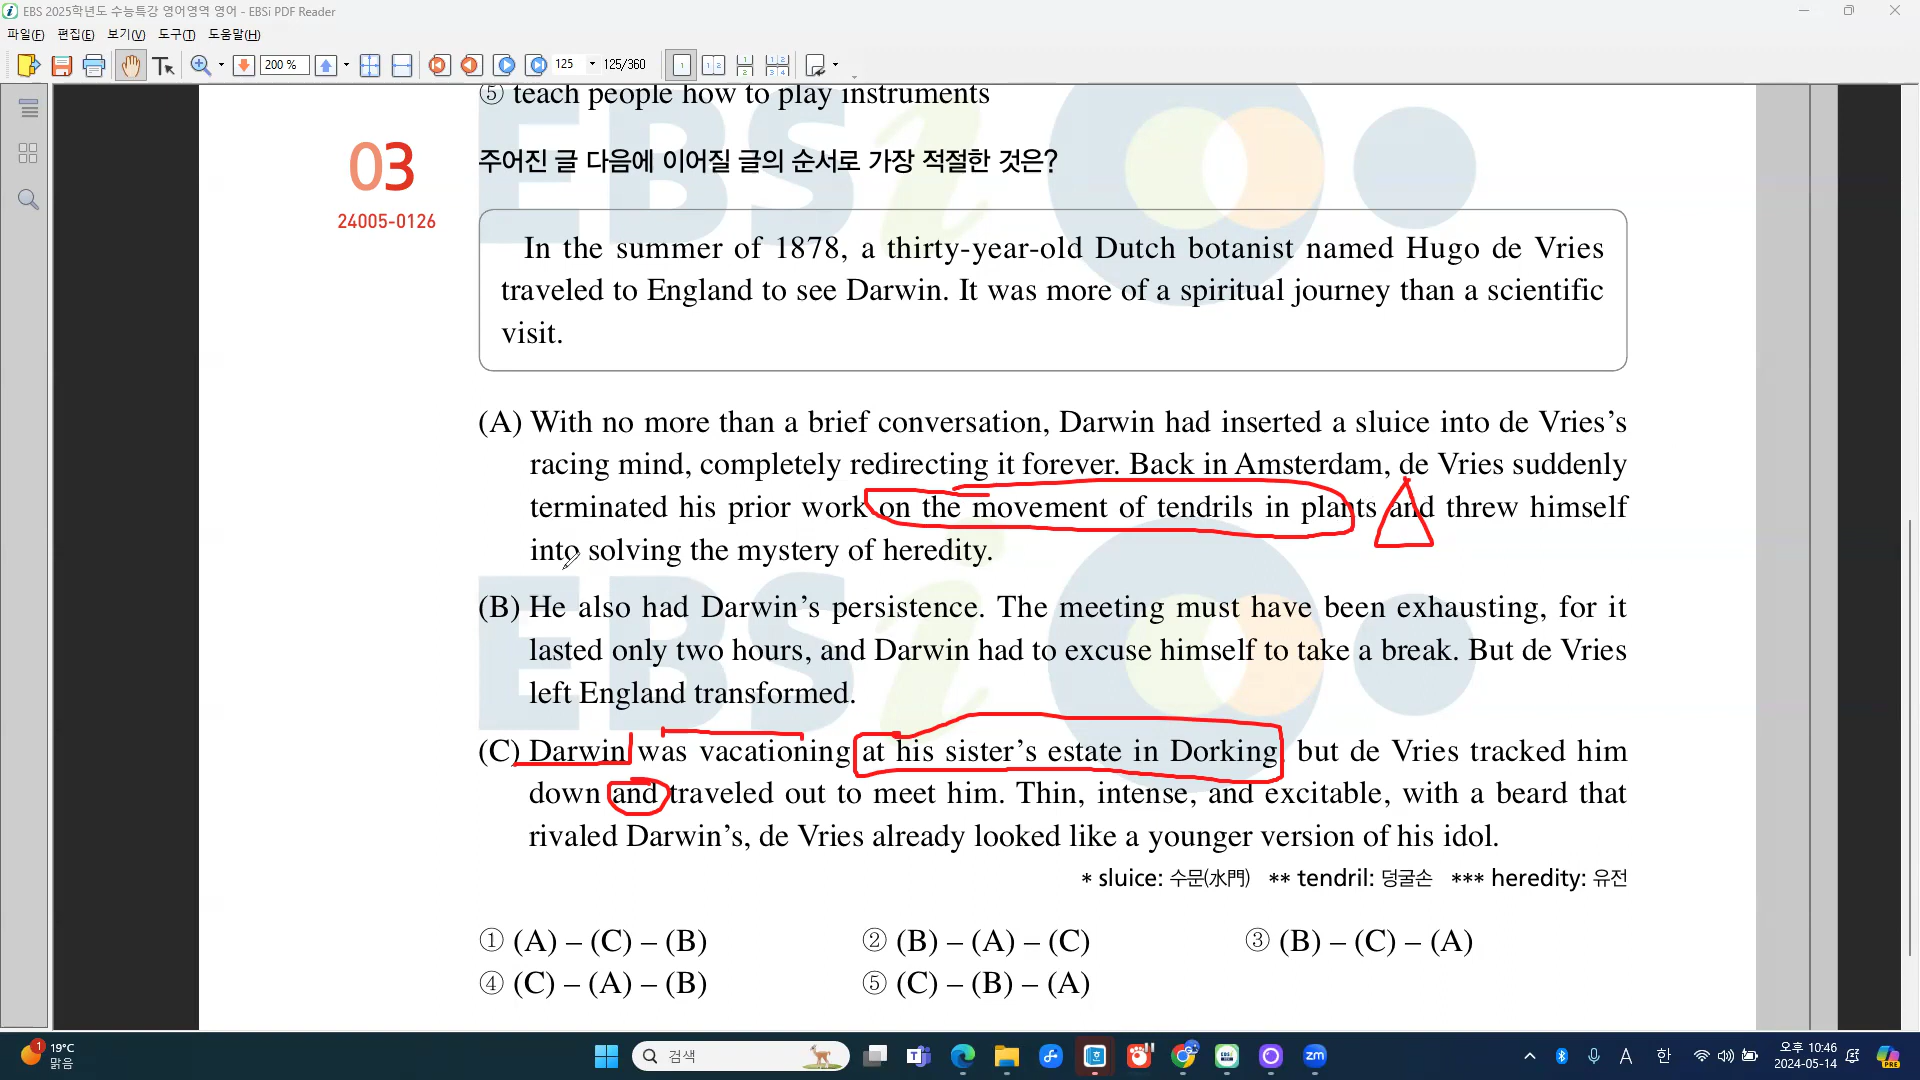 EBS 2025학년도 수능특강 영어영역 영어 - EBSi PDF Reader
파일(F) 편집(E) 보기(V) 도구(T) 도움말(H)
200 % 125 125/360
⑤ teach people how to play instruments
03
24005-0126
주어진 글 다음에 이어질 글의 순서로 가장 적절한 것은?
In the summer of 1878, a thirty-year-old Dutch botanist named Hugo de Vries
traveled to England to see Darwin. It was more of a spiritual journey than a scientific
visit.
(A) With no more than a brief conversation, Darwin had inserted a sluice into de Vries’s
racing mind, completely redirecting it forever. Back in Amsterdam, de Vries suddenly
terminated his prior work on the movement of tendrils in plants and threw himself
into solving the mystery of heredity.
(B) He also had Darwin’s persistence. The meeting must have been exhausting, for it
lasted only two hours, and Darwin had to excuse himself to take a break. But de Vries
left England transformed.
(C) Darwin was vacationing at his sister’s estate in Dorking, but de Vries tracked him
down and traveled out to meet him. Thin, intense, and excitable, with a beard that
rivaled Darwin’s, de Vries already looked like a younger version of his idol.
* sluice: 수문(水門) ** tendril: 덩굴손 *** heredity: 유전
① (A) – (C) – (B) ② (B) – (A) – (C) ③ (B) – (C) – (A)
④ (C) – (A) – (B) ⑤ (C) – (B) – (A)
EBSi
EBSi
1 19°C
맑음
검색
zm
A 한
오후 10:46
2024-05-14
PRE